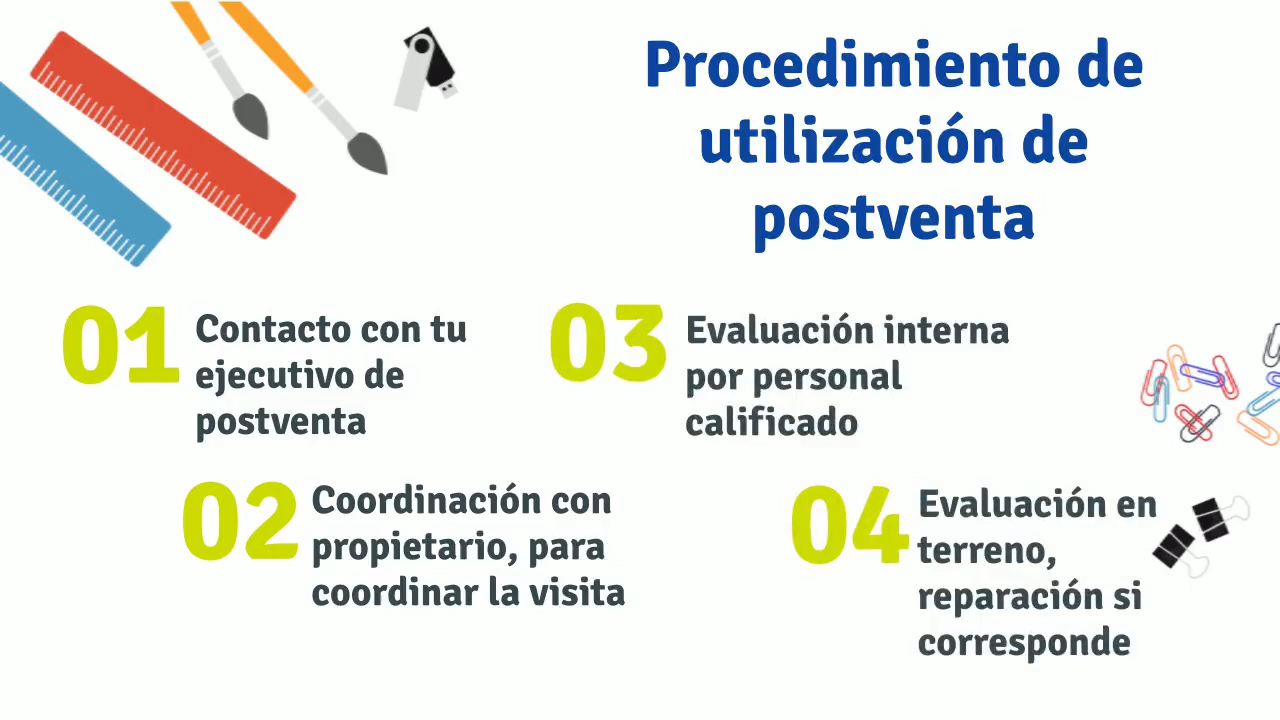 Procedimiento de
utilización de
postventa
01
Contacto con tu
ejecutivo de
postventa
02
Coordinación con
propietario, para
coordinar la visita
03
Evaluación interna
por personal
calificado
04
Evaluación en
terreno,
reparación si
corresponde